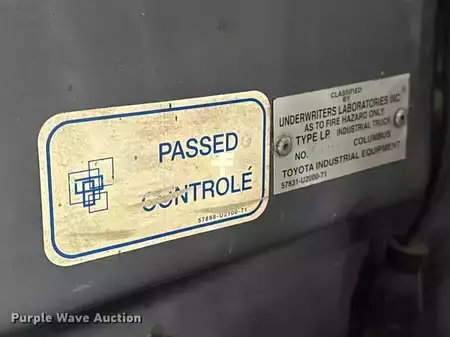 PASSED
CONTROLÉ
57898-U2100-71
CLASSIFIED
BY
UNDERWRITERS LABORATORIES INC.
AS TO FIRE HAZARD ONLY
TYPE LP INDUSTRIAL TRUCK
NO.
COLUMBUS
TOYOTA INDUSTRIAL EQUIPMENT
57831-U2000-71
Purple Wave Auction